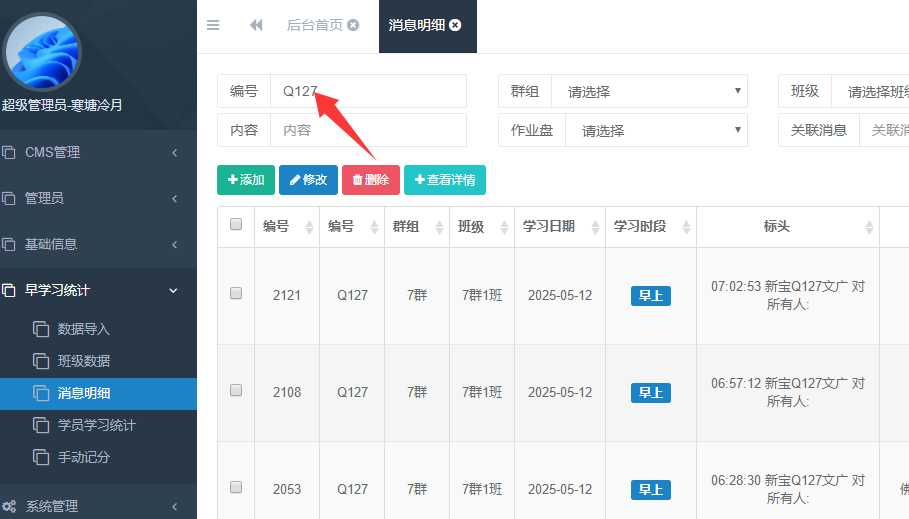 后台首页
消息明细
超级管理员-寒塘冷月
CMS管理
管理员
基础信息
早学习统计
数据导入
班级数据
消息明细
学员学习统计
手动记分
系统管理
编号 Q127 群组 请选择 班级 请选择班级
内容 内容 作业盘 请选择 关联消息 关联消
添加 修改 删除 查看详情
编号 编号 群组 班级 学习日期 学习时段 标头
2121 Q127 7群 7群1班 2025-05-12 早上 07:02:53 新宝Q127文广 对
所有人:
2108 Q127 7群 7群1班 2025-05-12 早上 06:57:12 新宝Q127文广 对
所有人:
2053 Q127 7群 7群1班 2025-05-12 早上 06:28:30 新宝Q127文广 对
所有人: